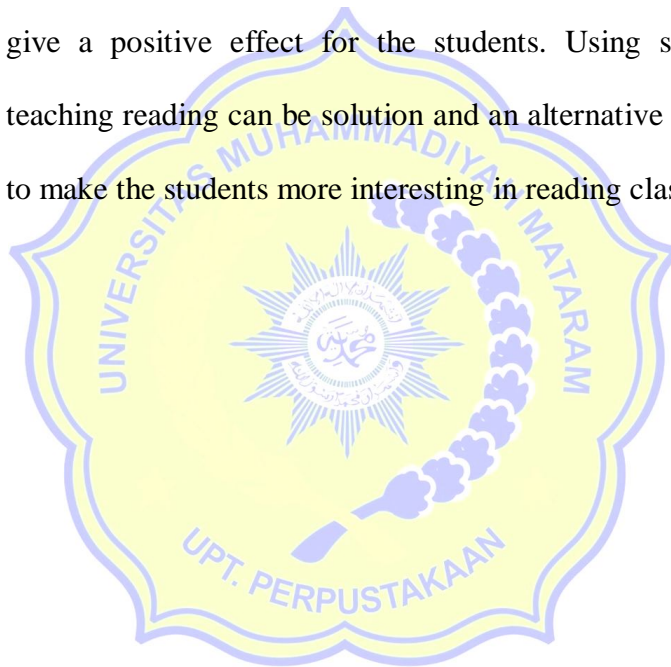 give a positive effect for the students. Using s
teaching reading can be solution and an alternative
to make the students more interesting in reading clas
UNIVERSITAS MUHAMMADIYAH MATARAM
UPT. PERPUSTAKAAN